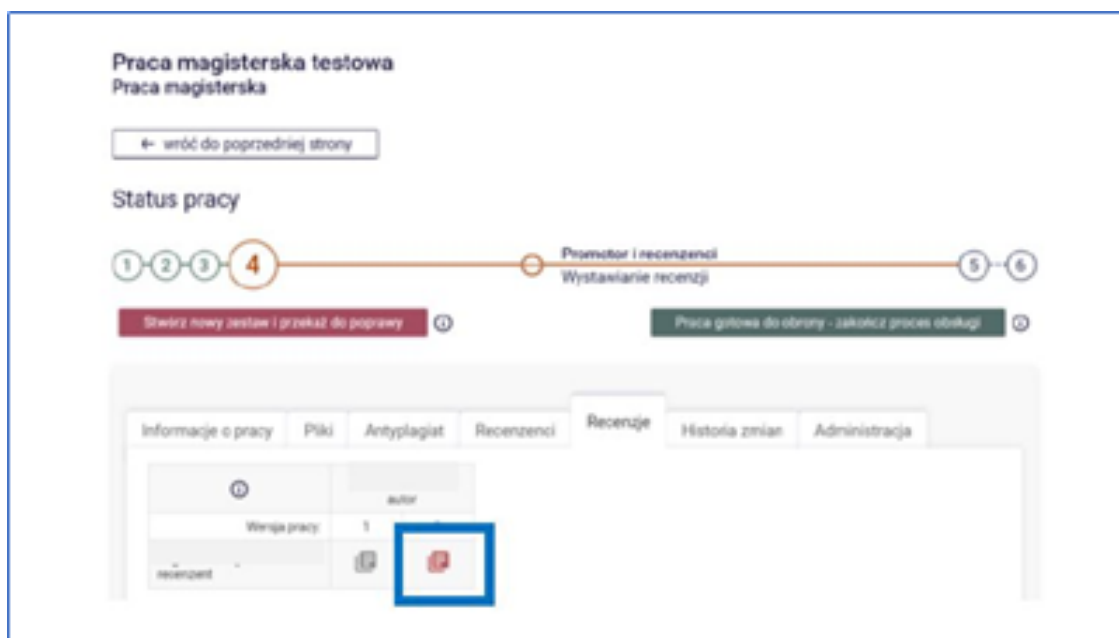 Praca magisterska testowa
Praca magisterska
← wróć do poprzedniej strony
Status pracy
1 2 3 4 Promotor i recenzenci 5 6
Wystawianie recenzji
Stwórz nowy zestaw i przekaż do poprawy
Praca gotowa do obrony - zakończ proces obsługi
Informacje o pracy Pliki Antyplagiat Recenzenci Recenzje Historia zmian Administracja
autor
Wersja pracy: 1
recenzent